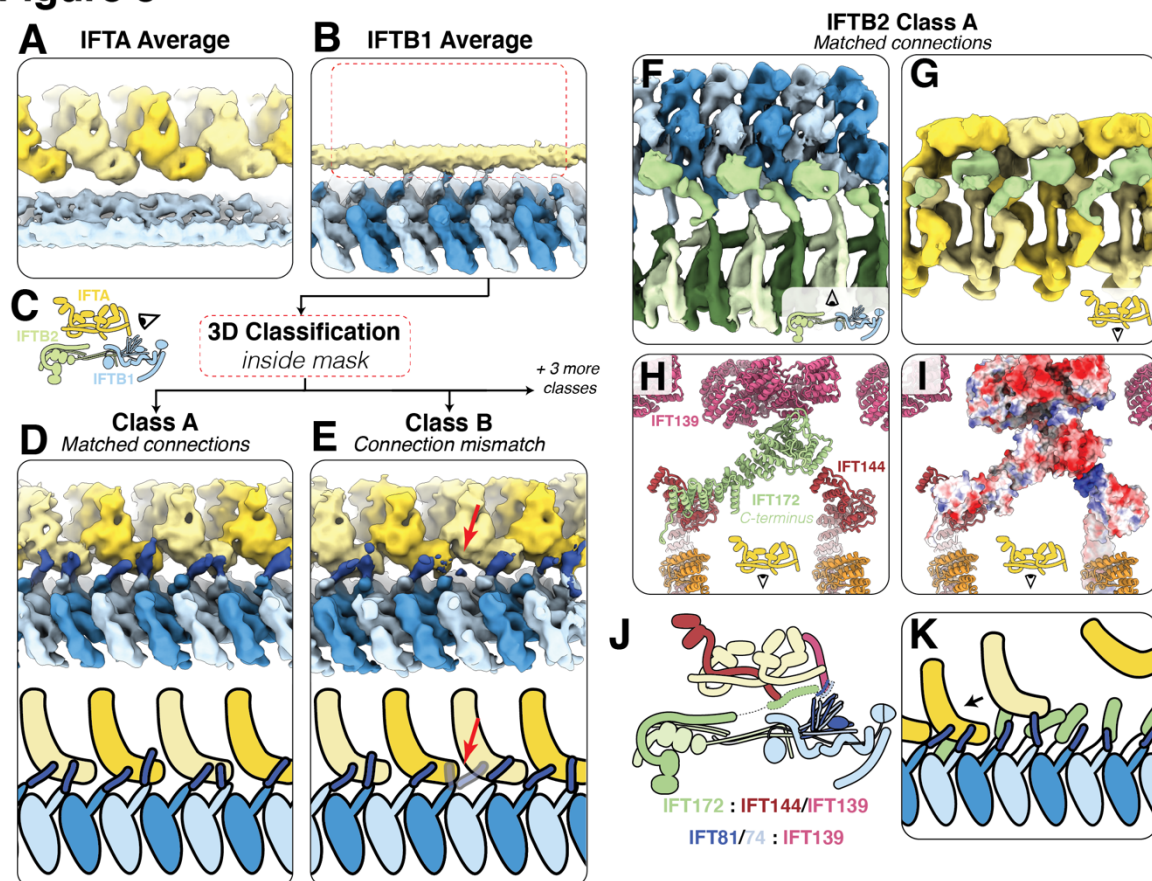 A IFTA Average
B IFTB1 Average
C
IFTA
IFTB2
IFTB1
3D Classification
inside mask
+ 3 more
classes
Class A
D Matched connections
Class B
E Connection mismatch
IFTB2 Class A
Matched connections
F
G
H
IFT139
IFT144
IFT172
C-terminus
I
J
IFT172 : IFT144/IFT139
IFT81/74 : IFT139
K